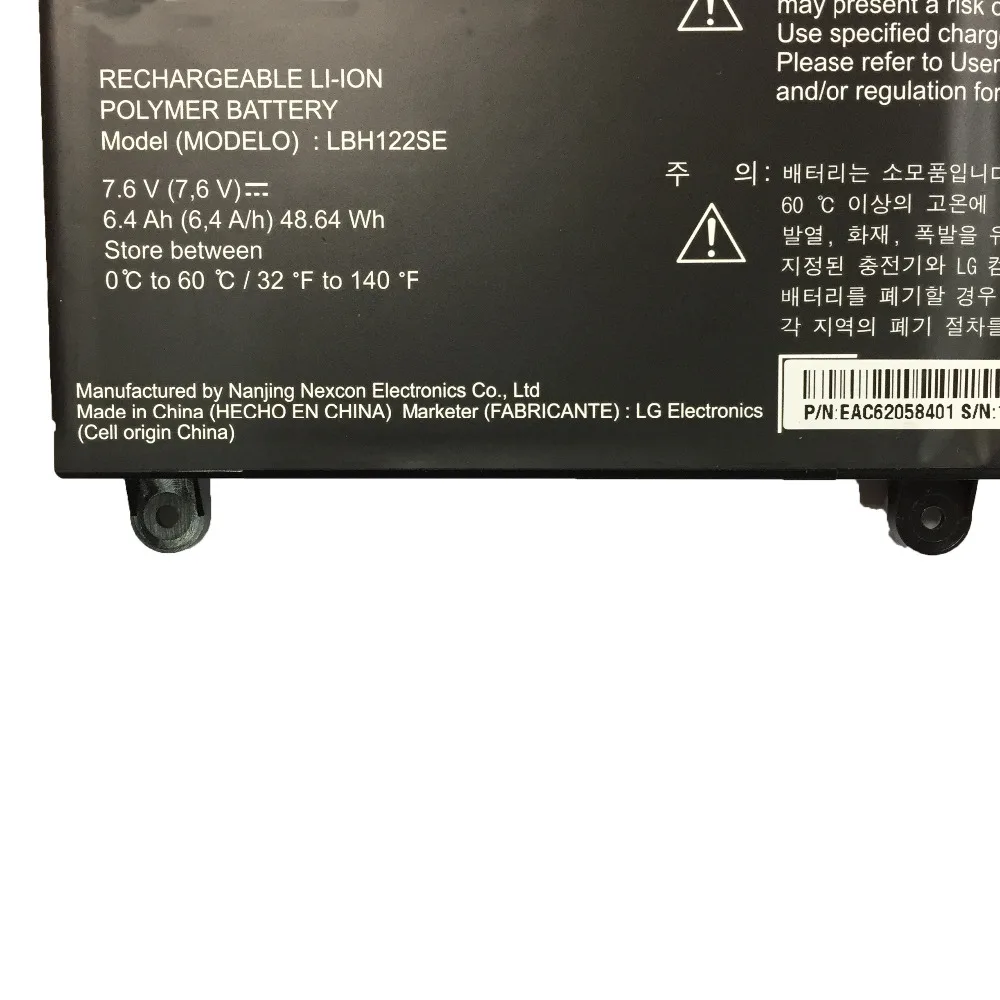 RECHARGEABLE LI-ION
POLYMER BATTERY
Model (MODELO) : LBH122SE
7.6 V (7,6 V)⎓
6.4 Ah (6,4 A/h) 48.64 Wh
Store between
0℃ to 60 ℃ / 32 °F to 140 °F
Manufactured by Nanjing Nexcon Electronics Co., Ltd
Made in China (HECHO EN CHINA) Marketer (FABRICANTE) : LG Electronics
(Cell origin China)
may present a risk
Use specified charg
Please refer to User
and/or regulation for
주 의: 배터리는 소모품입니다
60 ℃ 이상의 고온에
발열, 화재, 폭발을
지정된 충전기와 LG
배터리를 폐기할 경우
각 지역의 폐기 절차를
P/N:EAC62058401 S/N: